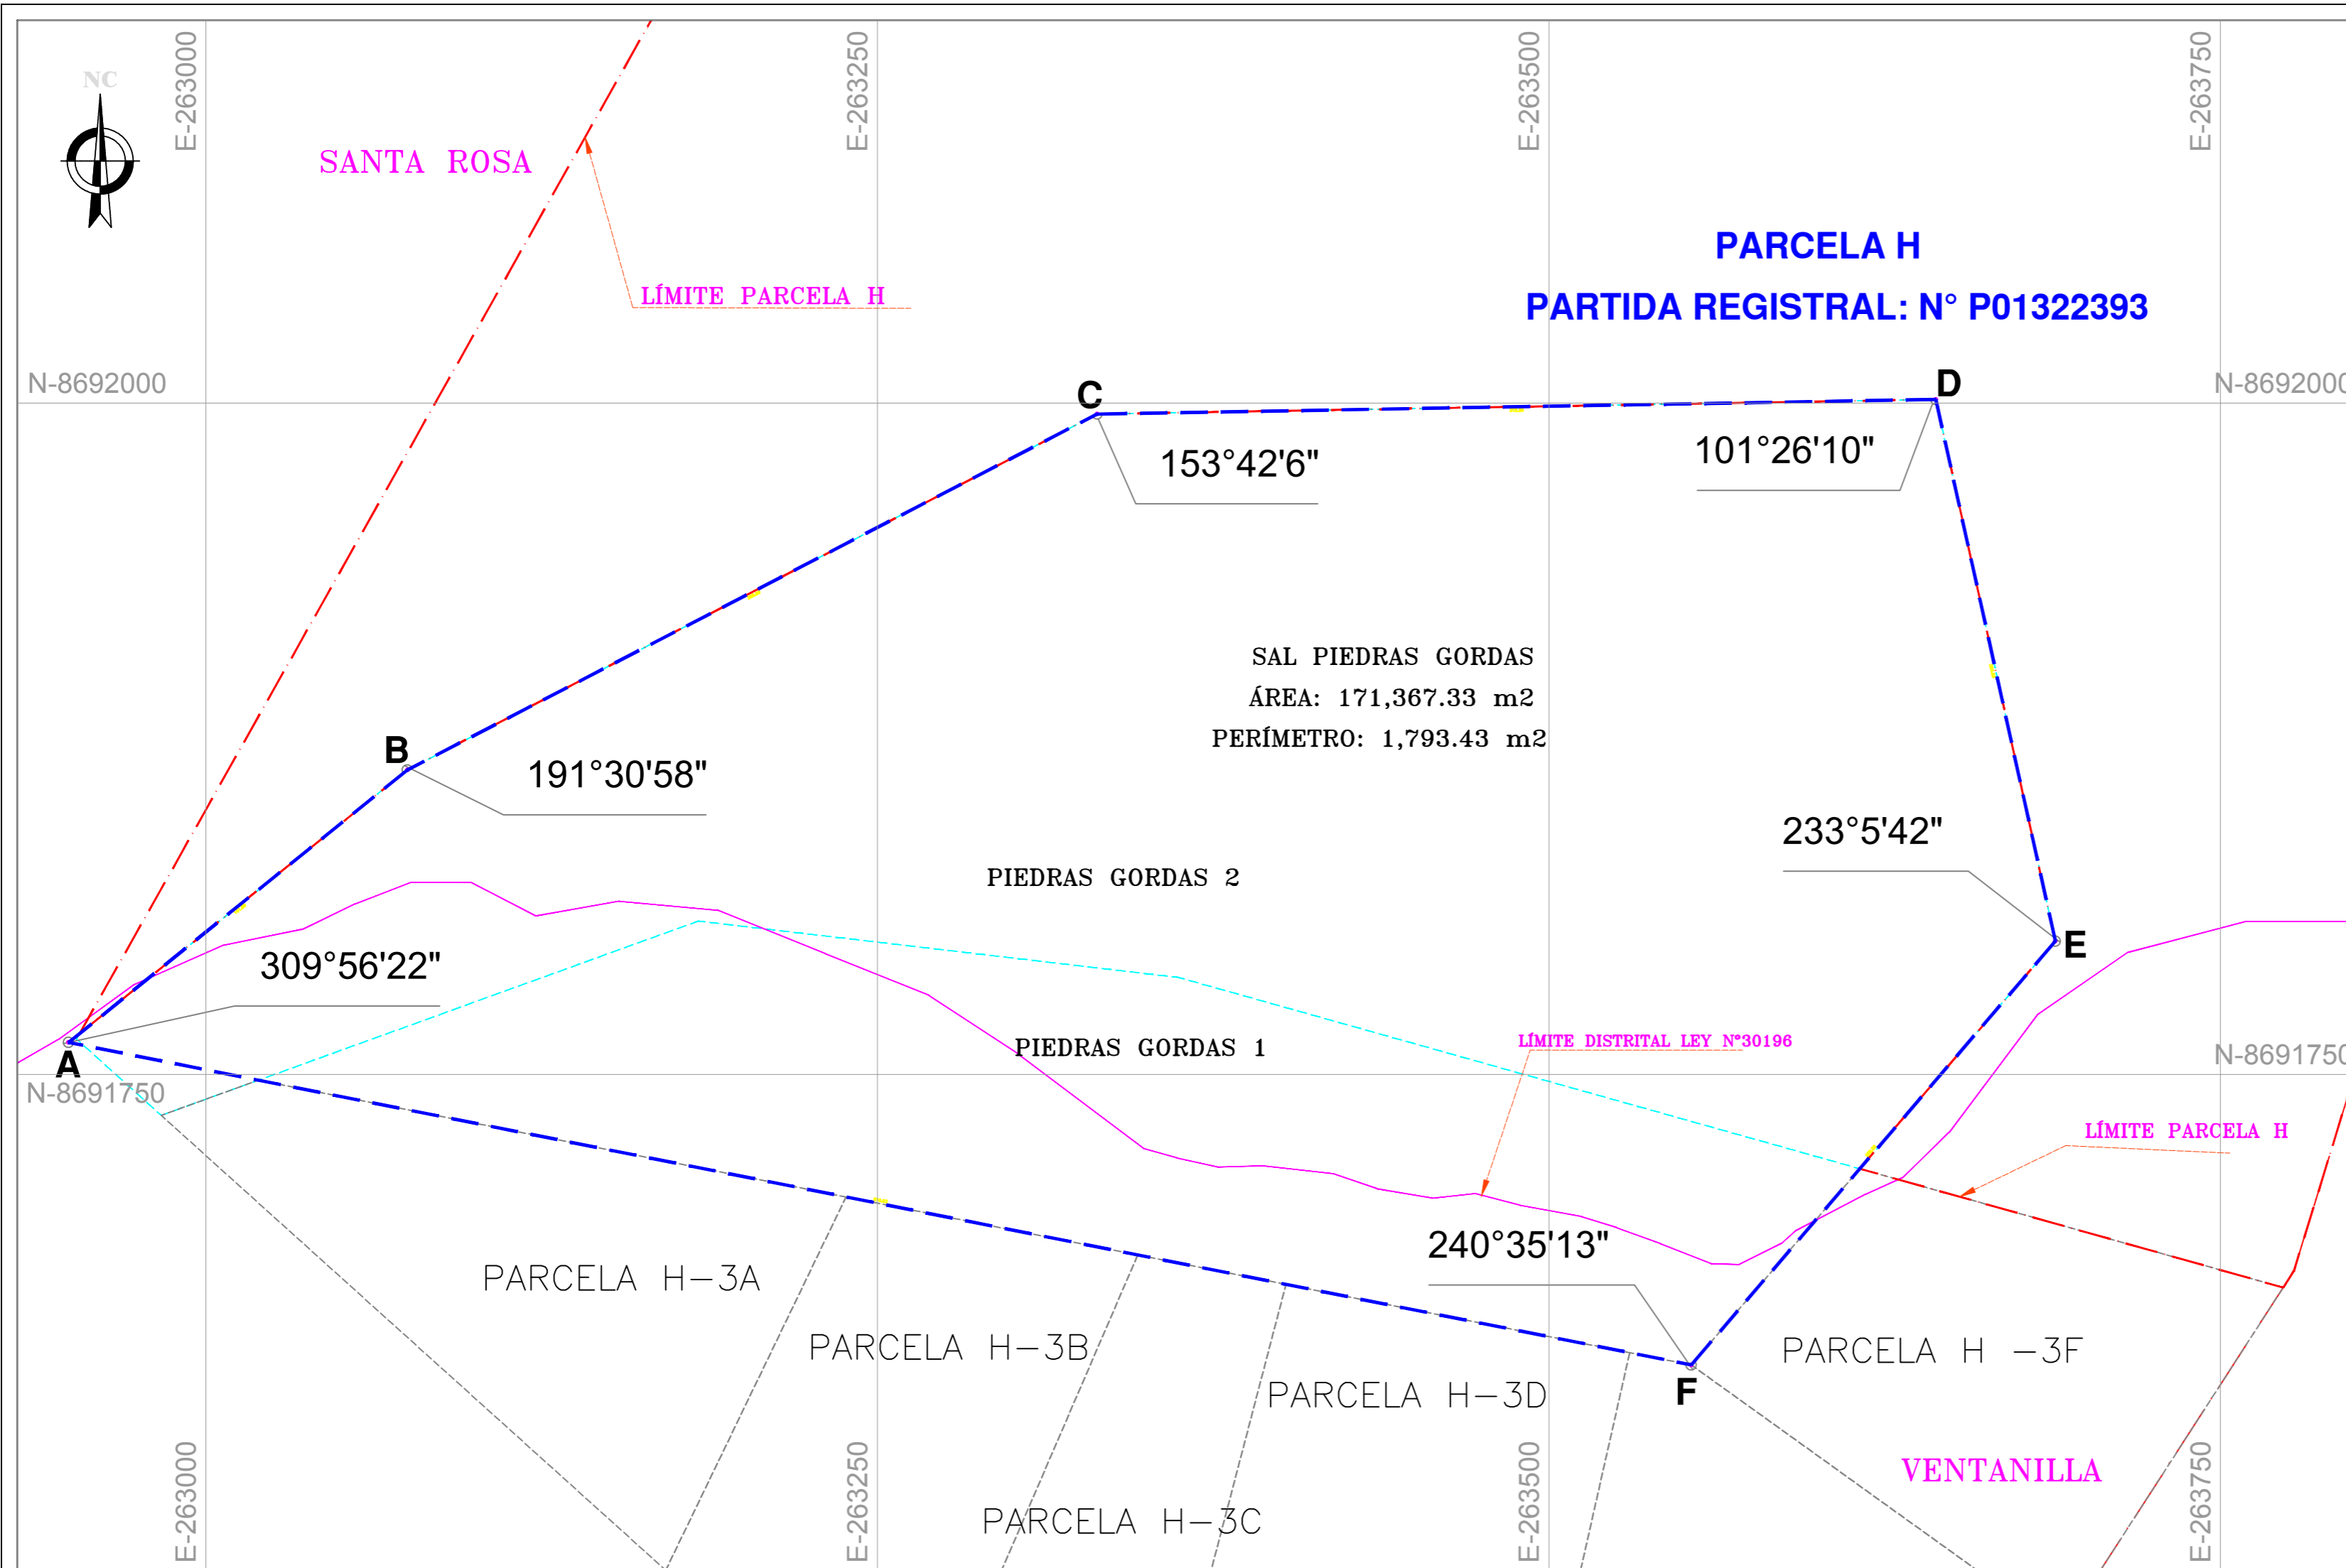 E-263000
E-263250
E-263500
E-263750
NC
SANTA ROSA
PARCELA H
LÍMITE PARCELA H
PARTIDA REGISTRAL: N° P01322393
N-8692000
C
D
N-8692000
153°42'6"
101°26'10"
SAL PIEDRAS GORDAS
ÁREA: 171,367.33 m2
PERÍMETRO: 1,793.43 m2
B
191°30'58"
233°5'42"
PIEDRAS GORDAS 2
E
309°56'22"
PIEDRAS GORDAS 1
LÍMITE DISTRITAL LEY N°30196
A
N-8691750
N-8691750
LÍMITE PARCELA H
240°35'13"
PARCELA H-3A
PARCELA H-3B
PARCELA H -3F
PARCELA H-3D
F
VENTANILLA
PARCELA H-3C
E-263000
E-263250
E-263500
E-263750